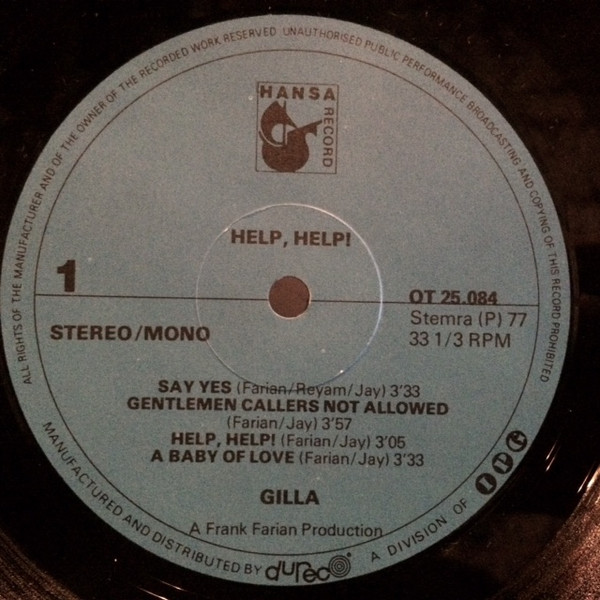 ALL RIGHTS OF THE MANUFACTURER AND OF THE OWNER OF THE RECORDED WORK RESERVED UNAUTHORISED PUBLIC PERFORMANCE BROADCASTING AND COPYING OF THIS RECORD PROHIBITED
HANSA
RECORD
HELP, HELP!
1
STEREO/MONO
OT 25.084
Stemra (P) 77
33 1/3 RPM
SAY YES (Farian/Reyam/Jay) 3'33
GENTLEMEN CALLERS NOT ALLOWED
(Farian/Jay) 3'57
HELP, HELP! (Farian/Jay) 3'05
A BABY OF LOVE (Farian/Jay) 3'33
GILLA
A Frank Farian Production
MANUFACTURED AND DISTRIBUTED BY dureco A DIVISION OF